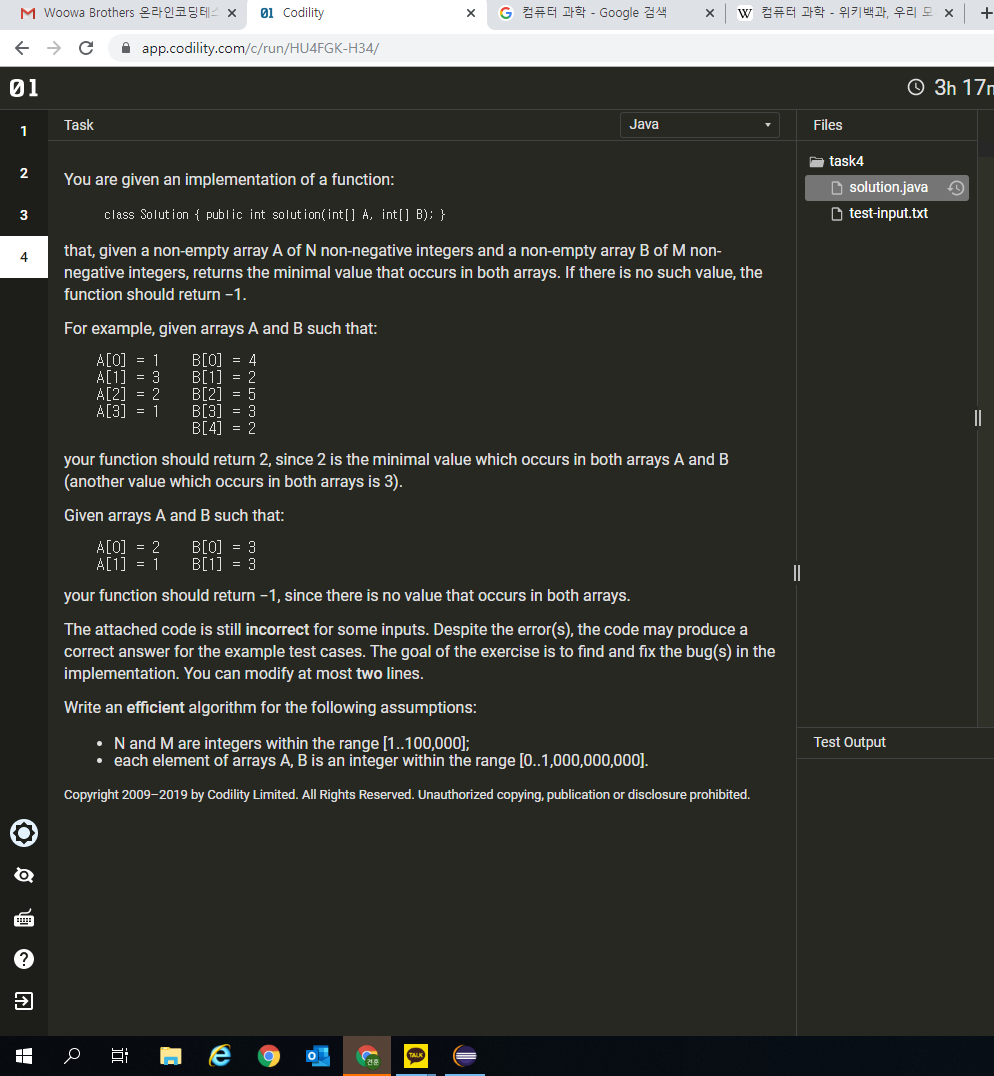 Woowa Brothers 온라인코딩테스
Codility
컴퓨터 과학 - Google 검색
컴퓨터 과학 - 위키백과, 우리 모
app.codility.com/c/run/HU4FGK-H34/
01
3h 17m
1
2
3
4
Task
Java
Files
task4
solution.java
test-input.txt
You are given an implementation of a function:
class Solution { public int solution(int[] A, int[] B); }
that, given a non-empty array A of N non-negative integers and a non-empty array B of M non-
negative integers, returns the minimal value that occurs in both arrays. If there is no such value, the
function should return −1.
For example, given arrays A and B such that:
A[0] = 1 B[0] = 4
A[1] = 3 B[1] = 2
A[2] = 2 B[2] = 5
A[3] = 1 B[3] = 3
B[4] = 2
your function should return 2, since 2 is the minimal value which occurs in both arrays A and B
(another value which occurs in both arrays is 3).
Given arrays A and B such that:
A[0] = 2 B[0] = 3
A[1] = 1 B[1] = 3
your function should return −1, since there is no value that occurs in both arrays.
The attached code is still incorrect for some inputs. Despite the error(s), the code may produce a
correct answer for the example test cases. The goal of the exercise is to find and fix the bug(s) in the
implementation. You can modify at most two lines.
Write an efficient algorithm for the following assumptions:
• N and M are integers within the range [1..100,000];
• each element of arrays A, B is an integer within the range [0..1,000,000,000].
Copyright 2009–2019 by Codility Limited. All Rights Reserved. Unauthorized copying, publication or disclosure prohibited.
Test Output
TALK